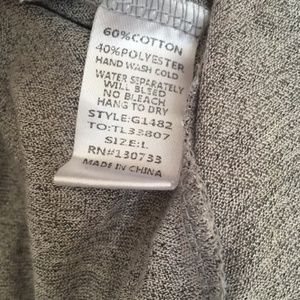 60%COTTON
40%POLYESTER
HAND WASH COLD
WATER SEPARATELY
WILL BLEED
NO BLEACH
HANG TO DRY
STYLE:G1482
TO:TL33807
SIZE:L
RN#130733
MADE IN CHINA